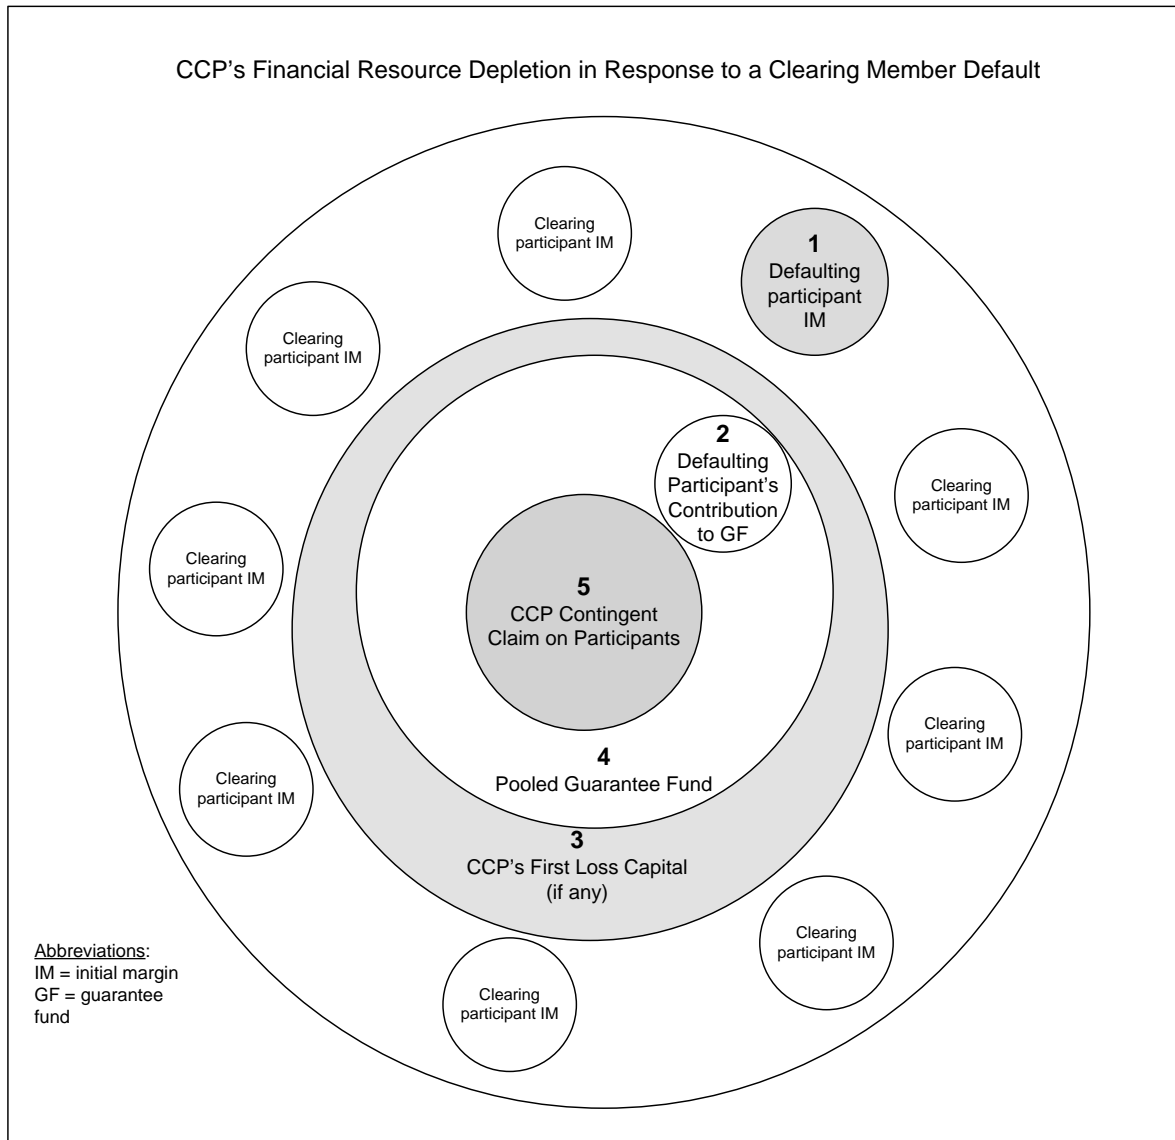 CCP's Financial Resource Depletion in Response to a Clearing Member Default
Clearing
participant IM
1
Defaulting
participant
IM
Clearing
participant IM
2
Defaulting
Participant's
Contribution
to GF
Clearing
participant IM
Clearing
participant IM
5
CCP Contingent
Claim on Participants
Clearing
participant IM
4
Pooled Guarantee Fund
Clearing
participant IM
3
CCP's First Loss Capital
(if any)
Clearing
participant IM
Clearing
participant IM
Abbreviations:
IM = initial margin
GF = guarantee
fund